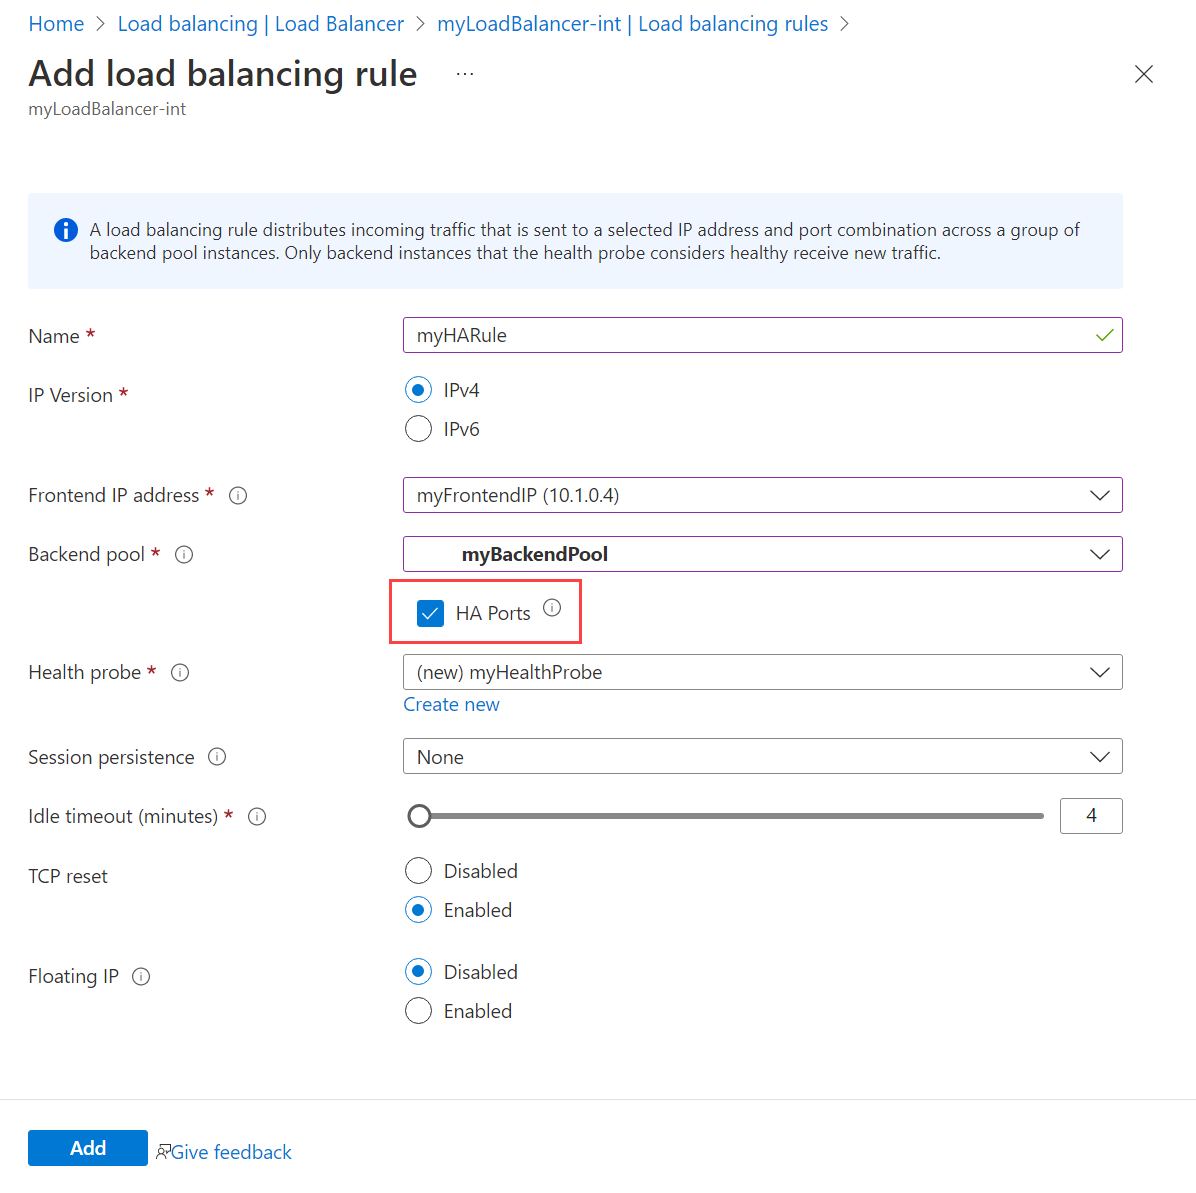 Home > Load balancing | Load Balancer > myLoadBalancer-int | Load balancing rules >
Add load balancing rule ...
myLoadBalancer-int
A load balancing rule distributes incoming traffic that is sent to a selected IP address and port combination across a group of
backend pool instances. Only backend instances that the health probe considers healthy receive new traffic.
Name *
myHARule
IP Version *
IPv4
IPv6
Frontend IP address *
myFrontendIP (10.1.0.4)
Backend pool *
myBackendPool
HA Ports
Health probe *
(new) myHealthProbe
Create new
Session persistence
None
Idle timeout (minutes) *
4
TCP reset
Disabled
Enabled
Floating IP
Disabled
Enabled
Add
Give feedback